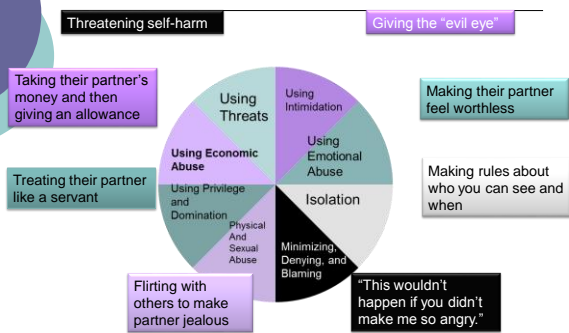 Threatening self-harm
Giving the “evil eye”
Taking their partner’s
money and then
giving an allowance
Using
Threats
Using
Intimidation
Making their partner
feel worthless
Using Economic
Abuse
Using
Emotional
Abuse
Treating their partner
like a servant
Using Privilege
and
Domination
Isolation
Making rules about
who you can see and
when
Physical
And
Sexual
Abuse
Minimizing,
Denying, and
Blaming
Flirting with
others to make
partner jealous
“This wouldn’t
happen if you didn’t
make me so angry.”